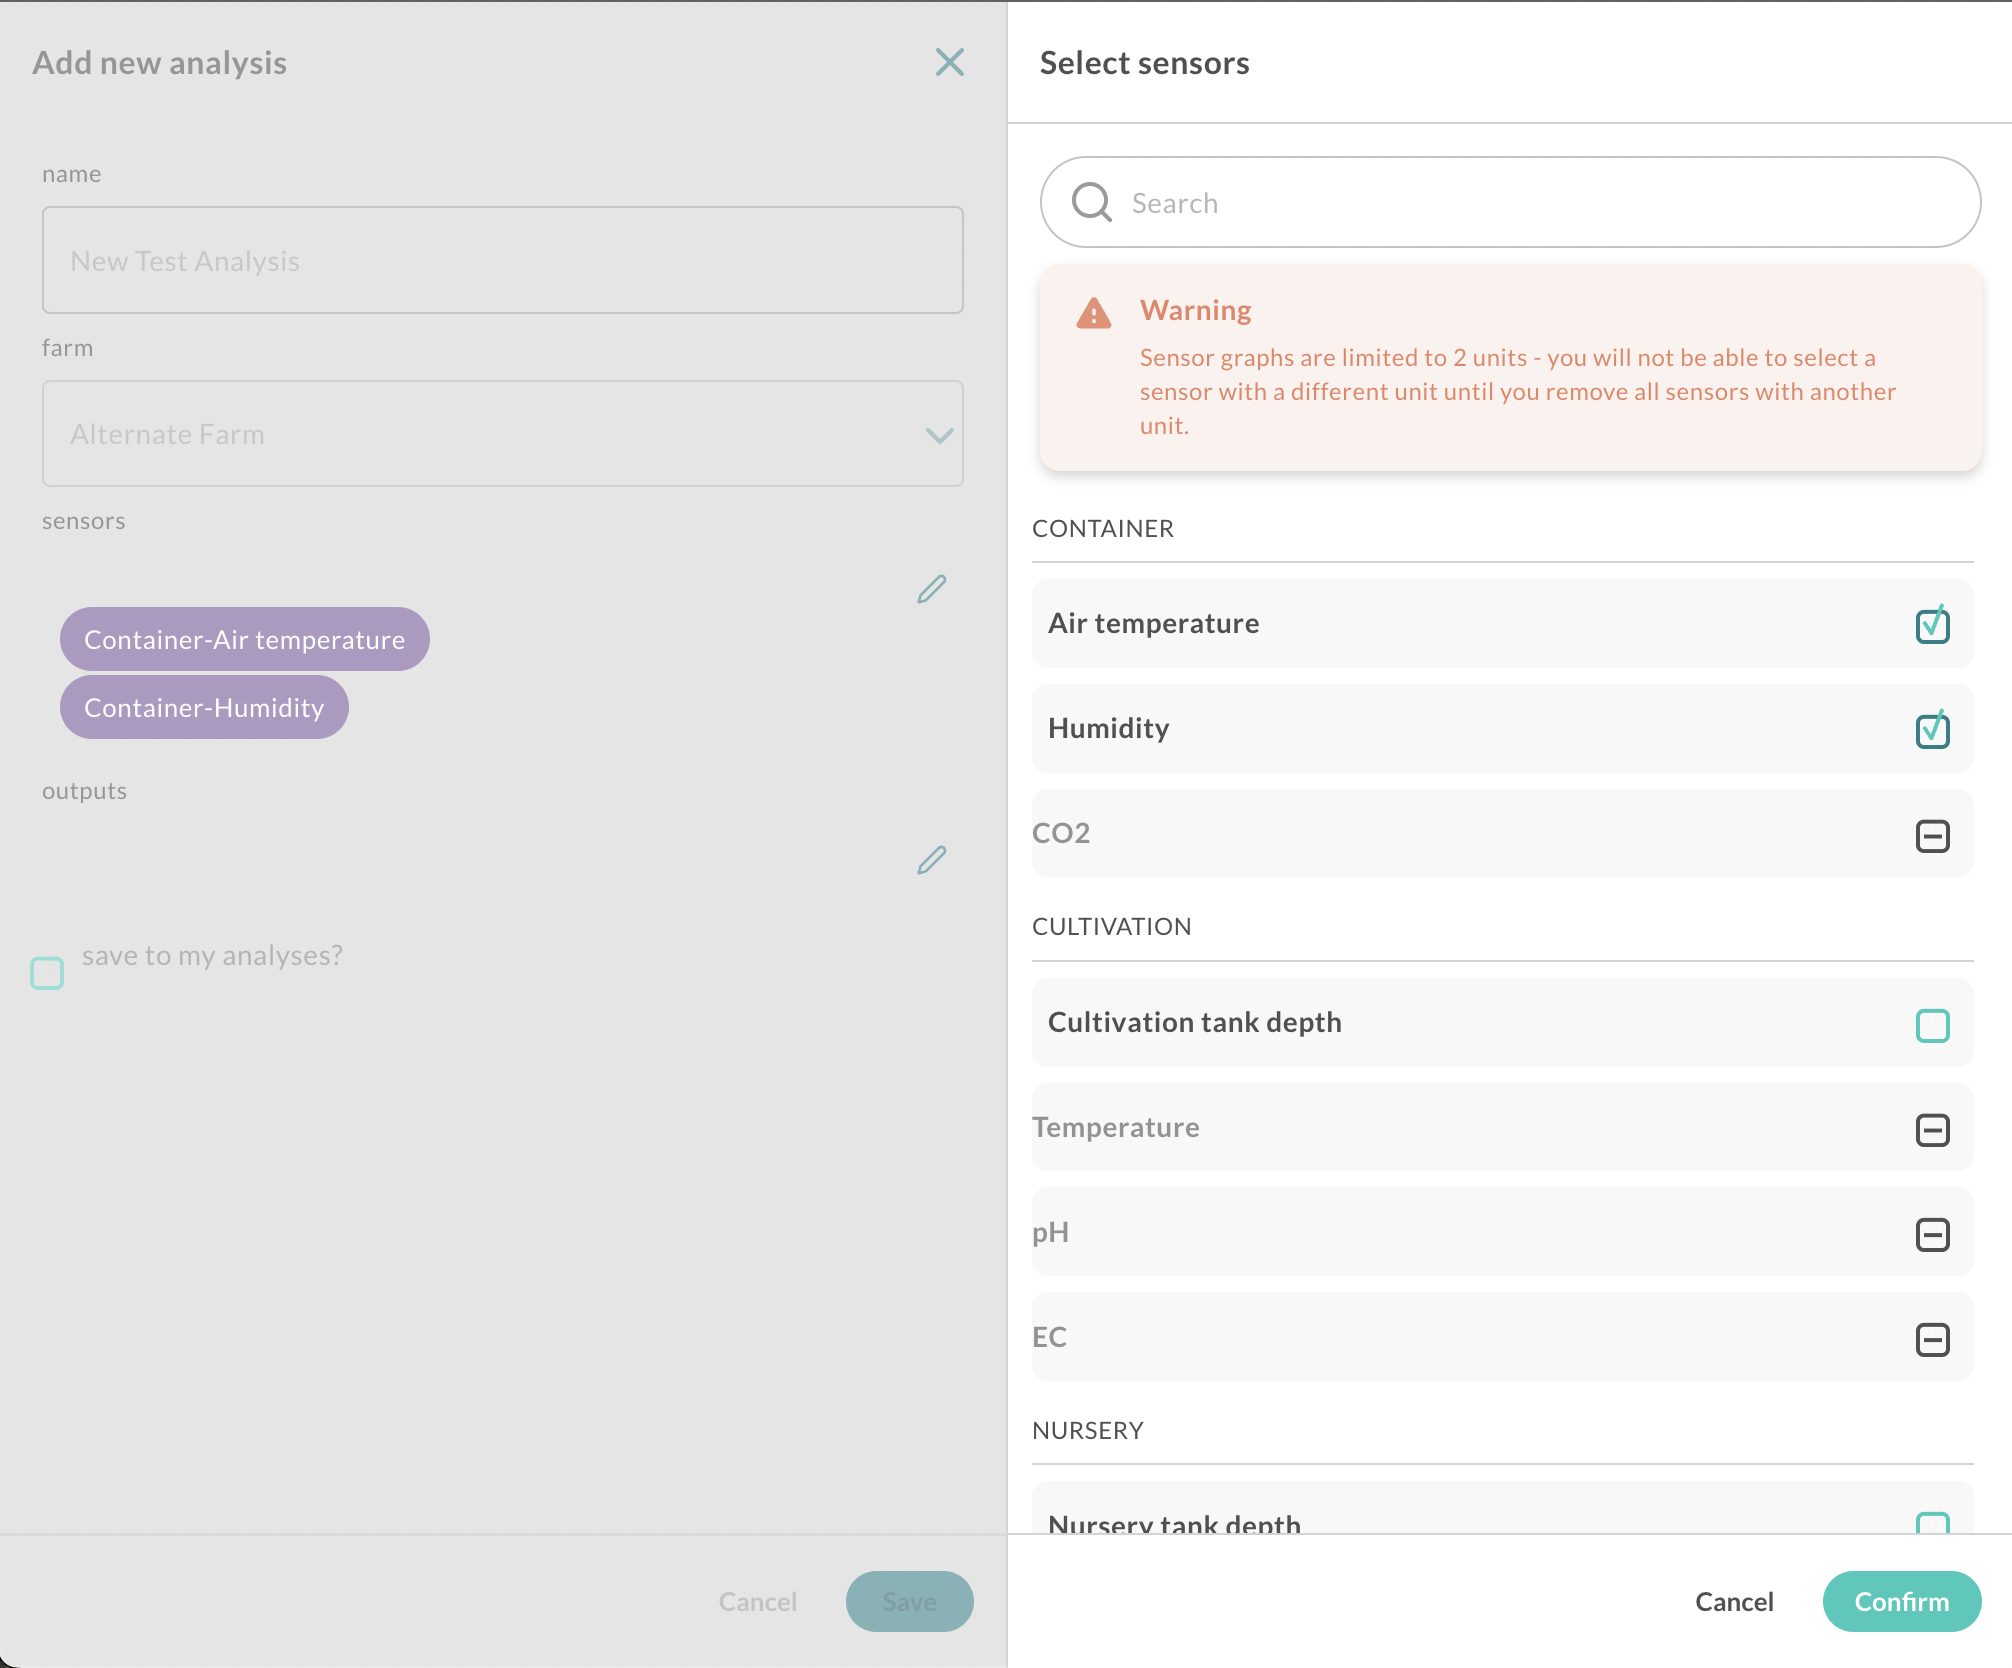 Add new analysis
name
New Test Analysis
farm
Alternate Farm
sensors
Container-Air temperature
Container-Humidity
outputs
save to my analyses?
Cancel
Save
Select sensors
Search
Warning
Sensor graphs are limited to 2 units - you will not be able to select a
sensor with a different unit until you remove all sensors with another
unit.
CONTAINER
Air temperature
Humidity
CO2
CULTIVATION
Cultivation tank depth
Temperature
pH
EC
NURSERY
Nursery tank depth
Cancel
Confirm